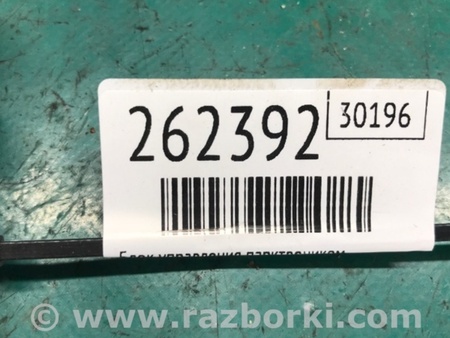 262392
30196
Блок управления парктроником
© www.razborki.com